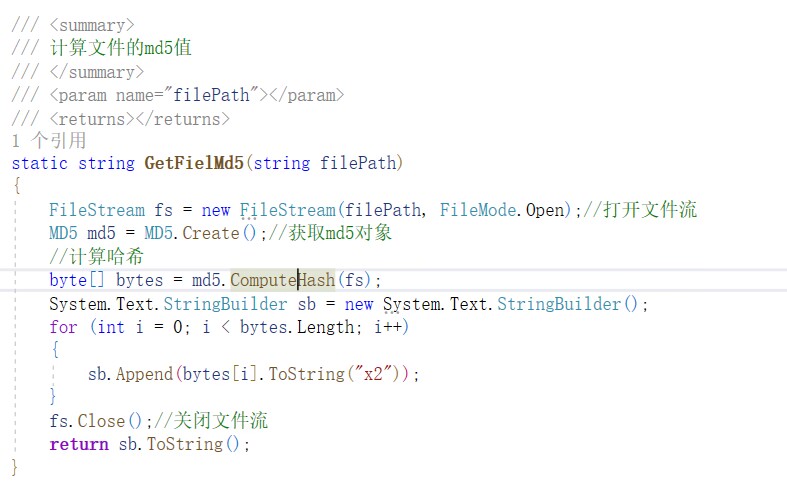 /// <summary>
/// 计算文件的md5值
/// </summary>
/// <param name="filePath"></param>
/// <returns></returns>
1 个引用
static string GetFielMd5(string filePath)
{
FileStream fs = new FileStream(filePath, FileMode.Open);//打开文件流
MD5 md5 = MD5.Create();//获取md5对象
//计算哈希
byte[] bytes = md5.ComputeHash(fs);
System.Text.StringBuilder sb = new System.Text.StringBuilder();
for (int i = 0; i < bytes.Length; i++)
{
sb.Append(bytes[i].ToString("x2"));
}
fs.Close();//关闭文件流
return sb.ToString();
}